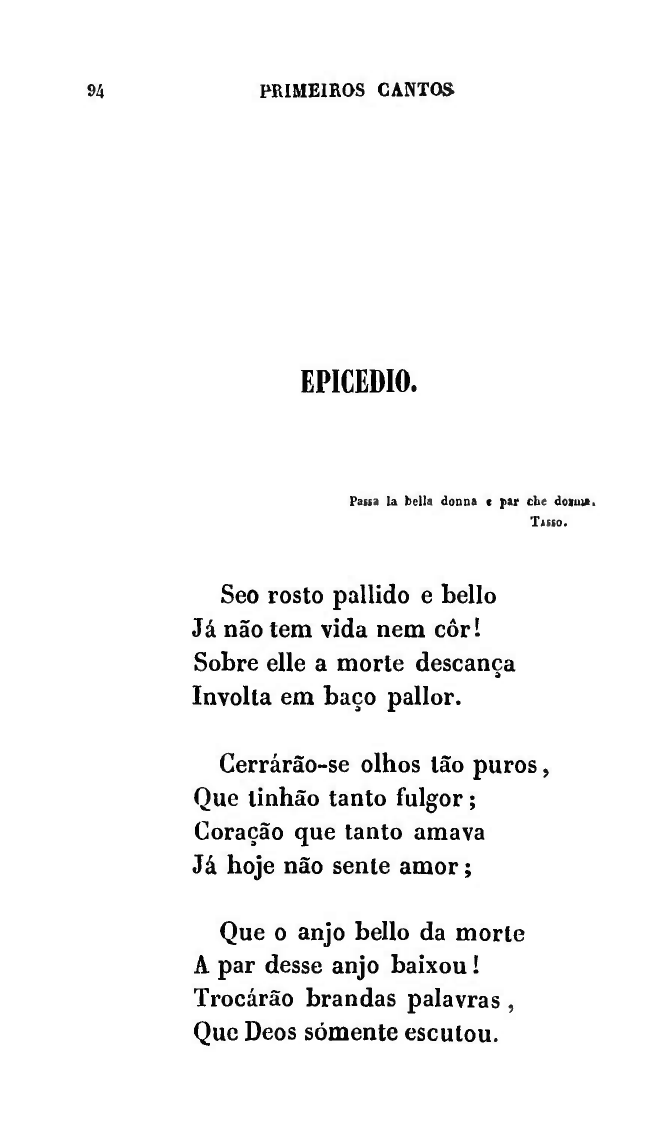 94 PRIMEIROS CANTOS
EPICEDIO.
Passa la bella donna e par che dorma.
TASSO.
Seo rosto pallido e bello
Já não tem vida nem côr!
Sobre elle a morte descança
Involta em baço pallor.
Cerrárão-se olhos tão puros,
Que tinhão tanto fulgor;
Coração que tanto amava
Já hoje não sente amor;
Que o anjo bello da morte
A par desse anjo baixou!
Trocárão brandas palavras,
Que Deos sómente escutou.